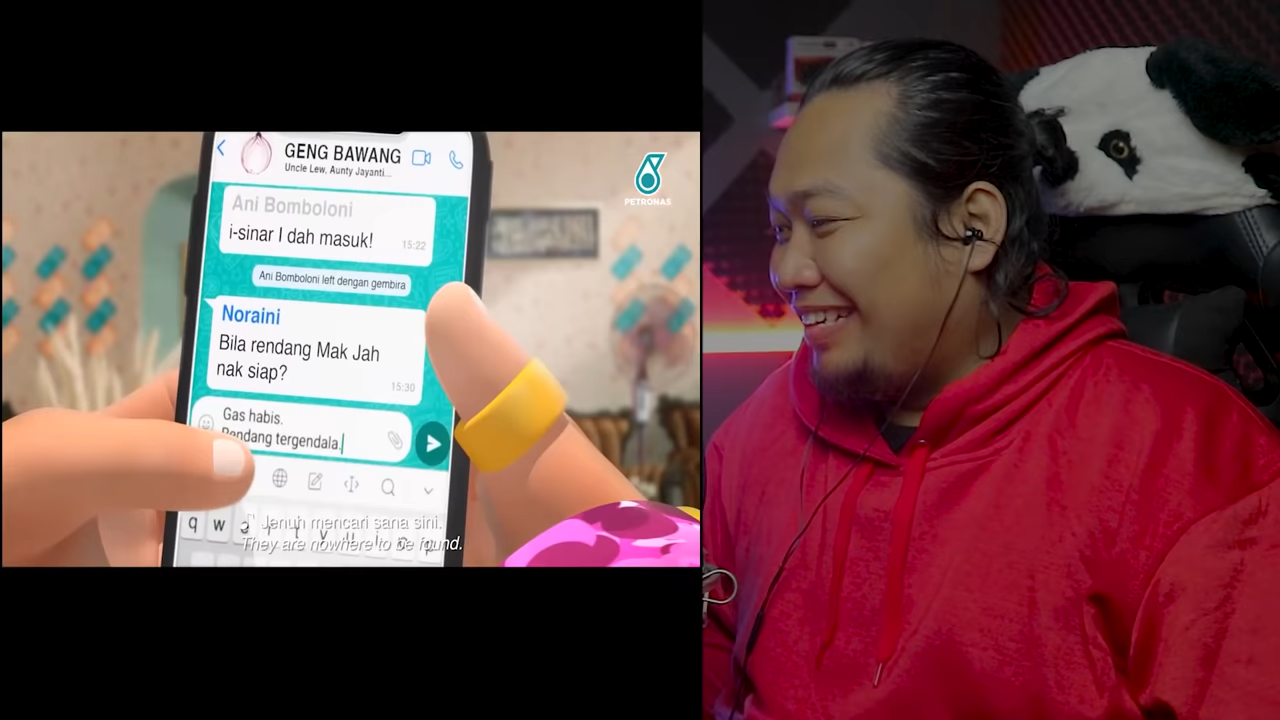 GENG BAWANG
Uncle Lew, Aunty Jayanti...
PETRONAS
Ani Bomboloni
i-sinar I dah masuk!
15:22
Ani Bomboloni left dengan gembira
Noraini
Bila rendang Mak Jah
nak siap?
15:30
Gas habis.
Rendang tergendala.
q w
Jenuh mencari sana sini.
They are nowhere to be found.